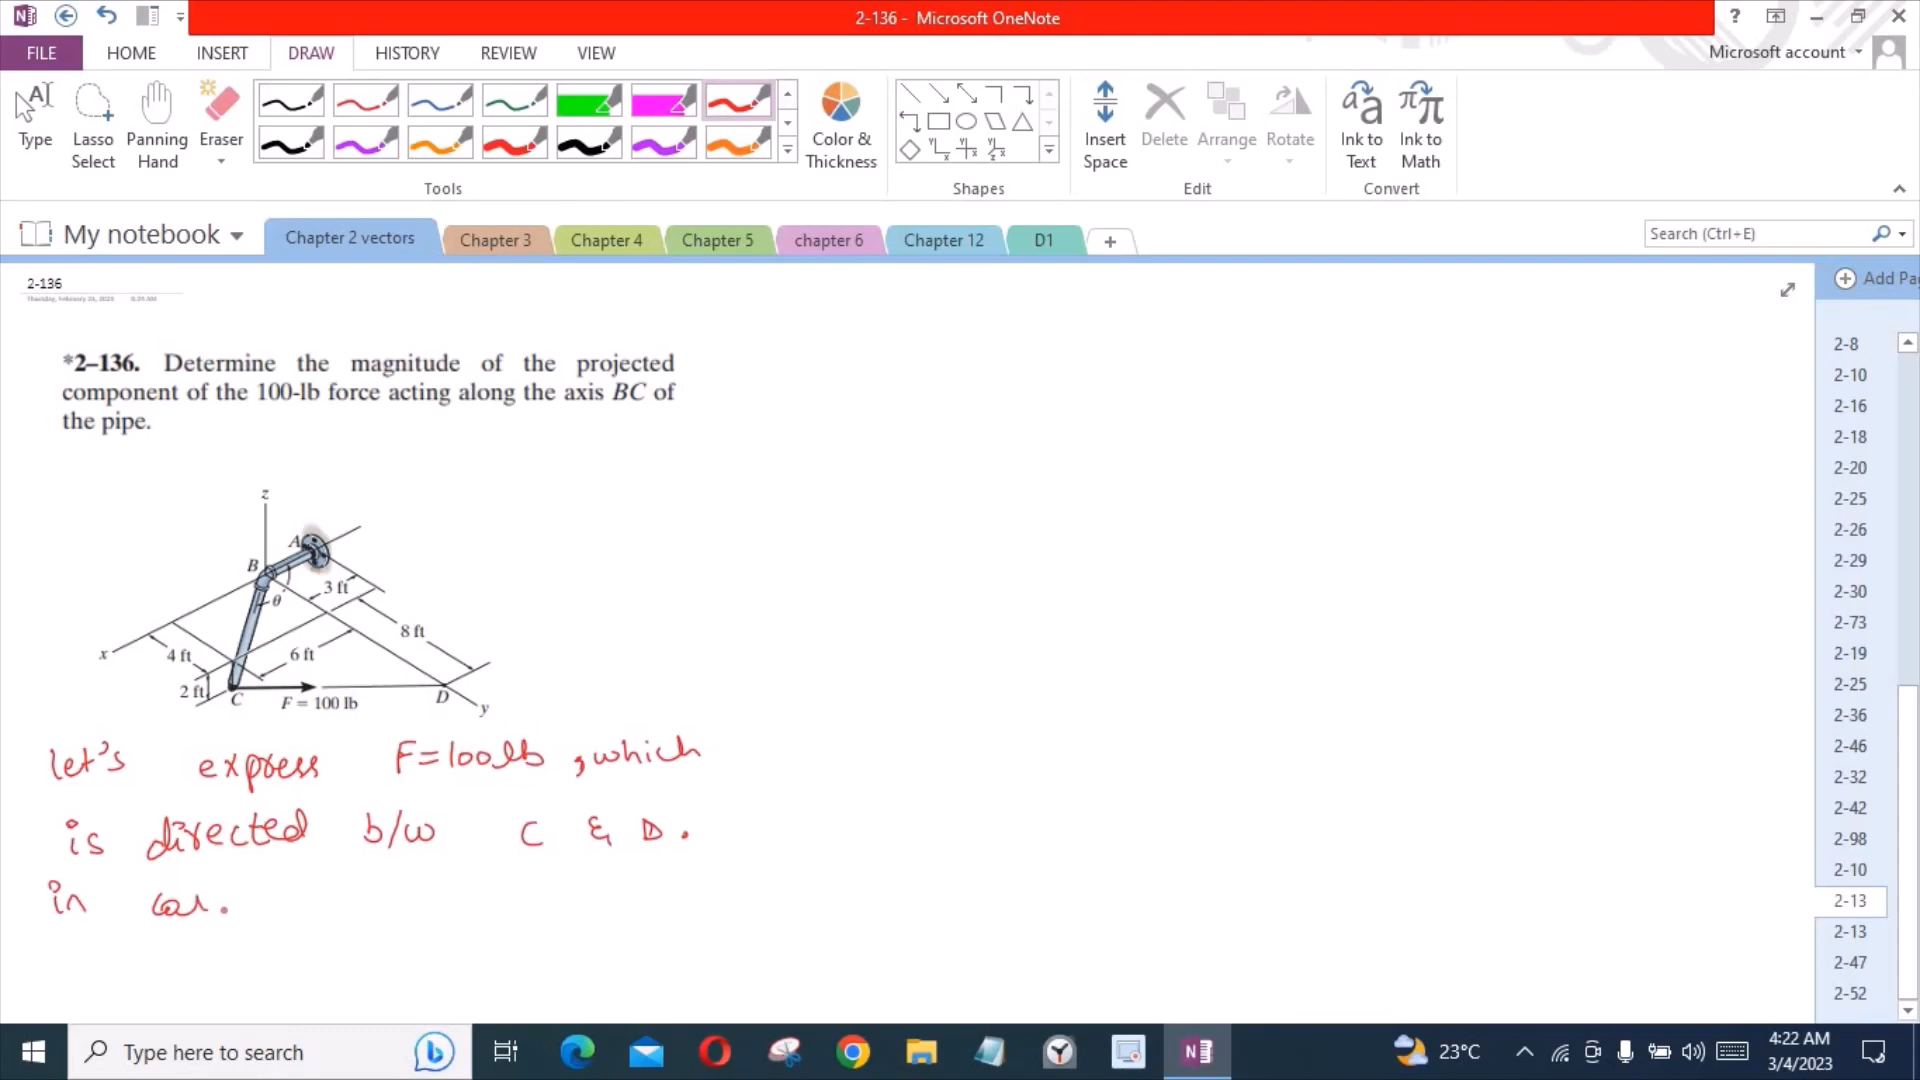 2-136 - Microsoft OneNote
?
FILE
HOME
INSERT
DRAW
HISTORY
REVIEW
VIEW
Microsoft account
Type
Lasso Select
Panning Hand
Eraser
Color & Thickness
Insert Space
Delete
Arrange
Rotate
Ink to Text
Ink to Math
Tools
Shapes
Edit
Convert
My notebook
Chapter 2 vectors
Chapter 3
Chapter 4
Chapter 5
chapter 6
Chapter 12
D1
Search (Ctrl+E)
2-136
Add Pa
*2–136. Determine the magnitude of the projected
component of the 100-lb force acting along the axis BC of
the pipe.
z
A
B
3 ft
θ
8 ft
x
4 ft
6 ft
2 ft
C
F = 100 lb
D
y
let's express F=100lb, which
is directed b/w C & D.
in
2-8
2-10
2-16
2-18
2-20
2-25
2-26
2-29
2-30
2-73
2-19
2-25
2-36
2-46
2-32
2-42
2-98
2-10
2-13
2-13
2-47
2-52
Type here to search
23°C
4:22 AM
3/4/2023